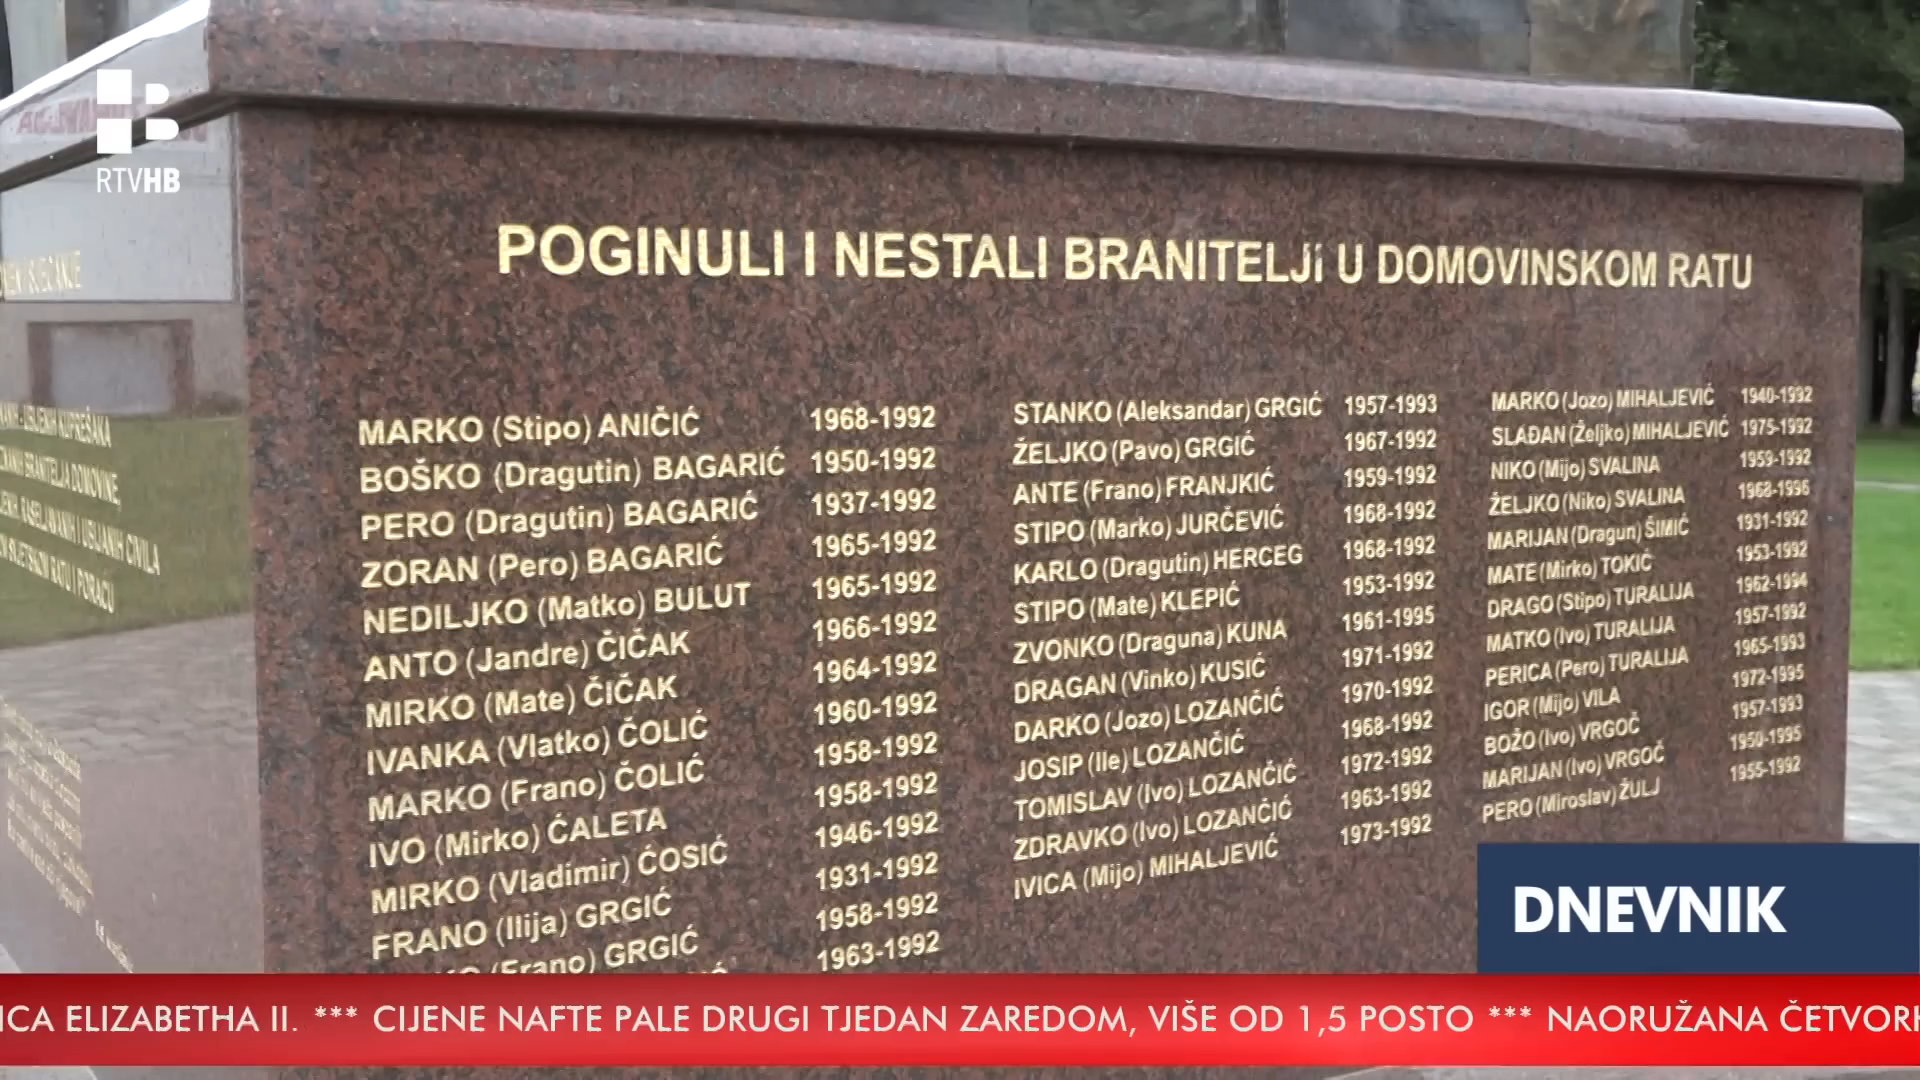 RTVHB
POGINULI I NESTALI BRANITELJi U DOMOVINSKOM RATU
MARKO (Stipo) ANIČIĆ 1968-1992
BOŠKO (Dragutin) BAGARIĆ 1950-1992
PERO (Dragutin) BAGARIĆ 1937-1992
ZORAN (Pero) BAGARIĆ 1965-1992
NEDILJKO (Matko) BULUT 1965-1992
ANTO (Jandre) ČIČAK 1966-1992
MIRKO (Mate) ČIČAK 1964-1992
IVANKA (Vlatko) ČOLIĆ 1960-1992
MARKO (Frano) ČOLIĆ 1958-1992
IVO (Mirko) ĆALETA 1958-1992
MIRKO (Vladimir) ĆOSIĆ 1946-1992
FRANO (Ilija) GRGIĆ 1931-1992
(Frano) GRGIĆ 1958-1992
1963-1992
STANKO (Aleksandar) GRGIĆ 1957-1993
ŽELJKO (Pavo) GRGIĆ 1967-1992
ANTE (Frano) FRANJKIĆ 1959-1992
STIPO (Marko) JURČEVIĆ 1968-1992
KARLO (Dragutin) HERCEG 1968-1992
STIPO (Mate) KLEPIĆ 1953-1992
ZVONKO (Draguna) KUNA 1961-1995
DRAGAN (Vinko) KUSIĆ 1971-1992
DARKO (Jozo) LOZANČIĆ 1970-1992
JOSIP (Ile) LOZANČIĆ 1968-1992
TOMISLAV (Ivo) LOZANČIĆ 1972-1992
ZDRAVKO (Ivo) LOZANČIĆ 1963-1992
IVICA (Mijo) MIHALJEVIĆ 1973-1992
MARKO (Jozo) MIHALJEVIĆ 1940-1992
SLAĐAN (Željko) MIHALJEVIĆ 1975-1992
NIKO (Mijo) SVALINA 1959-1992
ŽELJKO (Niko) SVALINA 1968-1996
MARIJAN (Dragun) ŠIMIĆ 1931-1992
MATE (Mirko) TOKIĆ 1953-1992
DRAGO (Stipo) TURALIJA 1962-1994
MATKO (Ivo) TURALIJA 1957-1992
PERICA (Pero) TURALIJA 1965-1993
IGOR (Mijo) VILA 1972-1995
BOŽO (Ivo) VRGOČ 1957-1993
MARIJAN (Ivo) VRGOČ 1950-1995
PERO (Miroslav) ŽULJ 1955-1992
BRANITELJA DOMOVINE,
CIVILA
RATU I PORAĆU
DNEVNIK
ICA ELIZABETHA II. *** CIJENE NAFTE PALE DRUGI TJEDAN ZAREDOM, VIŠE OD 1,5 POSTO *** NAORUŽANA ČETVORK